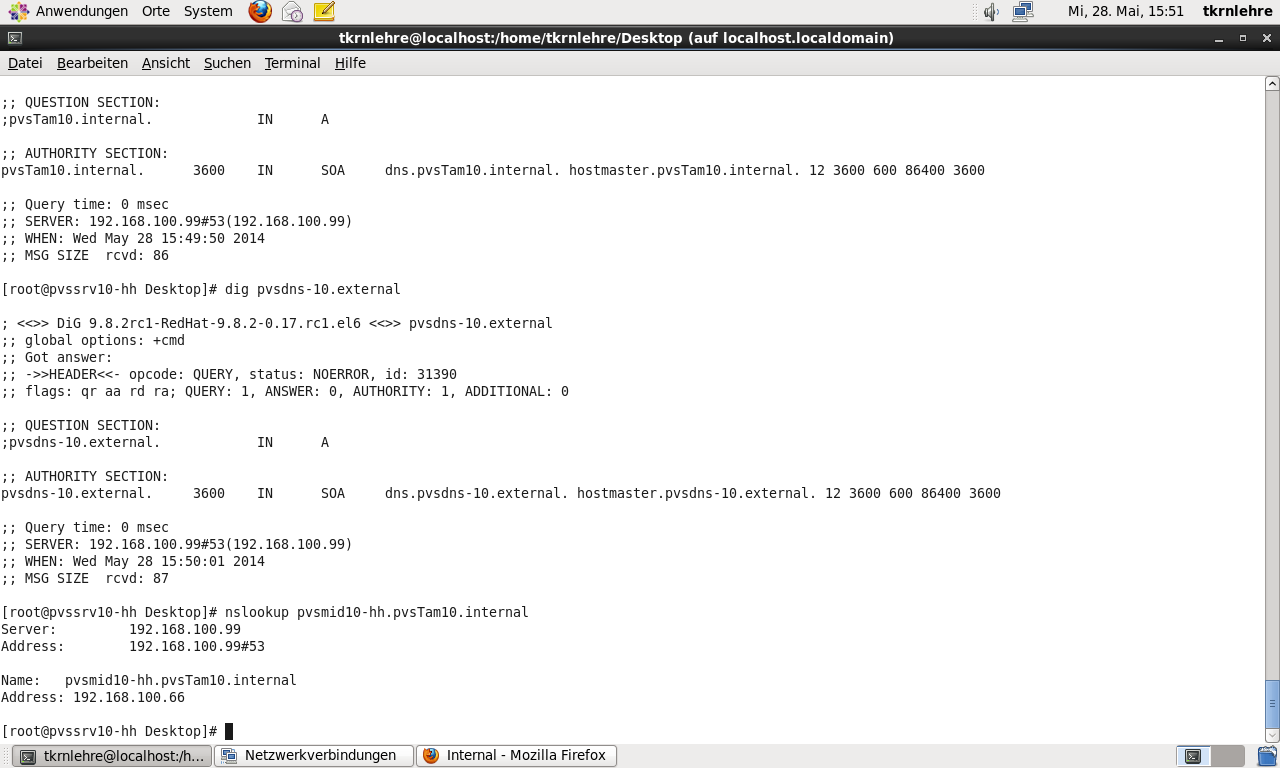 Anwendungen Orte System Mi, 28. Mai, 15:51 tkrnlehre
tkrnlehre@localhost:/home/tkrnlehre/Desktop (auf localhost.localdomain)
Datei Bearbeiten Ansicht Suchen Terminal Hilfe
;; QUESTION SECTION:
;pvsTam10.internal. IN A
;; AUTHORITY SECTION:
pvsTam10.internal. 3600 IN SOA dns.pvsTam10.internal. hostmaster.pvsTam10.internal. 12 3600 600 86400 3600
;; Query time: 0 msec
;; SERVER: 192.168.100.99#53(192.168.100.99)
;; WHEN: Wed May 28 15:49:50 2014
;; MSG SIZE rcvd: 86
[root@pvssrv10-hh Desktop]# dig pvsdns-10.external
; <<>> DiG 9.8.2rc1-RedHat-9.8.2-0.17.rc1.el6 <<>> pvsdns-10.external
;; global options: +cmd
;; Got answer:
;; ->>HEADER<<- opcode: QUERY, status: NOERROR, id: 31390
;; flags: qr aa rd ra; QUERY: 1, ANSWER: 0, AUTHORITY: 1, ADDITIONAL: 0
;; QUESTION SECTION:
;pvsdns-10.external. IN A
;; AUTHORITY SECTION:
pvsdns-10.external. 3600 IN SOA dns.pvsdns-10.external. hostmaster.pvsdns-10.external. 12 3600 600 86400 3600
;; Query time: 0 msec
;; SERVER: 192.168.100.99#53(192.168.100.99)
;; WHEN: Wed May 28 15:50:01 2014
;; MSG SIZE rcvd: 87
[root@pvssrv10-hh Desktop]# nslookup pvsmid10-hh.pvsTam10.internal
Server: 192.168.100.99
Address: 192.168.100.99#53
Name: pvsmid10-hh.pvsTam10.internal
Address: 192.168.100.66
[root@pvssrv10-hh Desktop]#
tkrnlehre@localhost:/h... Netzwerkverbindungen Internal - Mozilla Firefox